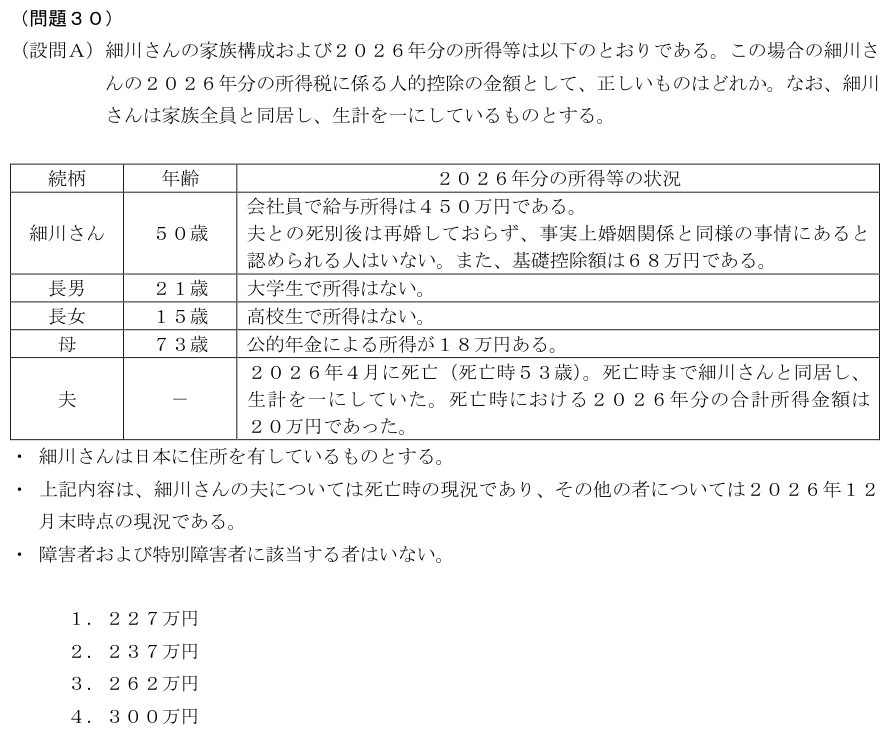 （問題３０）
（設問Ａ）細川さんの家族構成および２０２６年分の所得等は以下のとおりである。この場合の細川さ
んの２０２６年分の所得税に係る人的控除の金額として、正しいものはどれか。なお、細川
さんは家族全員と同居し、生計を一にしているものとする。
続柄 年齢 ２０２６年分の所得等の状況
細川さん ５０歳 会社員で給与所得は４５０万円である。
夫との死別後は再婚しておらず、事実上婚姻関係と同様の事情にあると
認められる人はいない。また、基礎控除額は６８万円である。
長男 ２１歳 大学生で所得はない。
長女 １５歳 高校生で所得はない。
母 ７３歳 公的年金による所得が１８万円ある。
夫 － ２０２６年４月に死亡（死亡時５３歳）。死亡時まで細川さんと同居し、
生計を一にしていた。死亡時における２０２６年分の合計所得金額は
２０万円であった。
・ 細川さんは日本に住所を有しているものとする。
・ 上記内容は、細川さんの夫については死亡時の現況であり、その他の者については２０２６年１２
月末時点の現況である。
・ 障害者および特別障害者に該当する者はいない。
１．２２７万円
２．２３７万円
３．２６２万円
４．３００万円